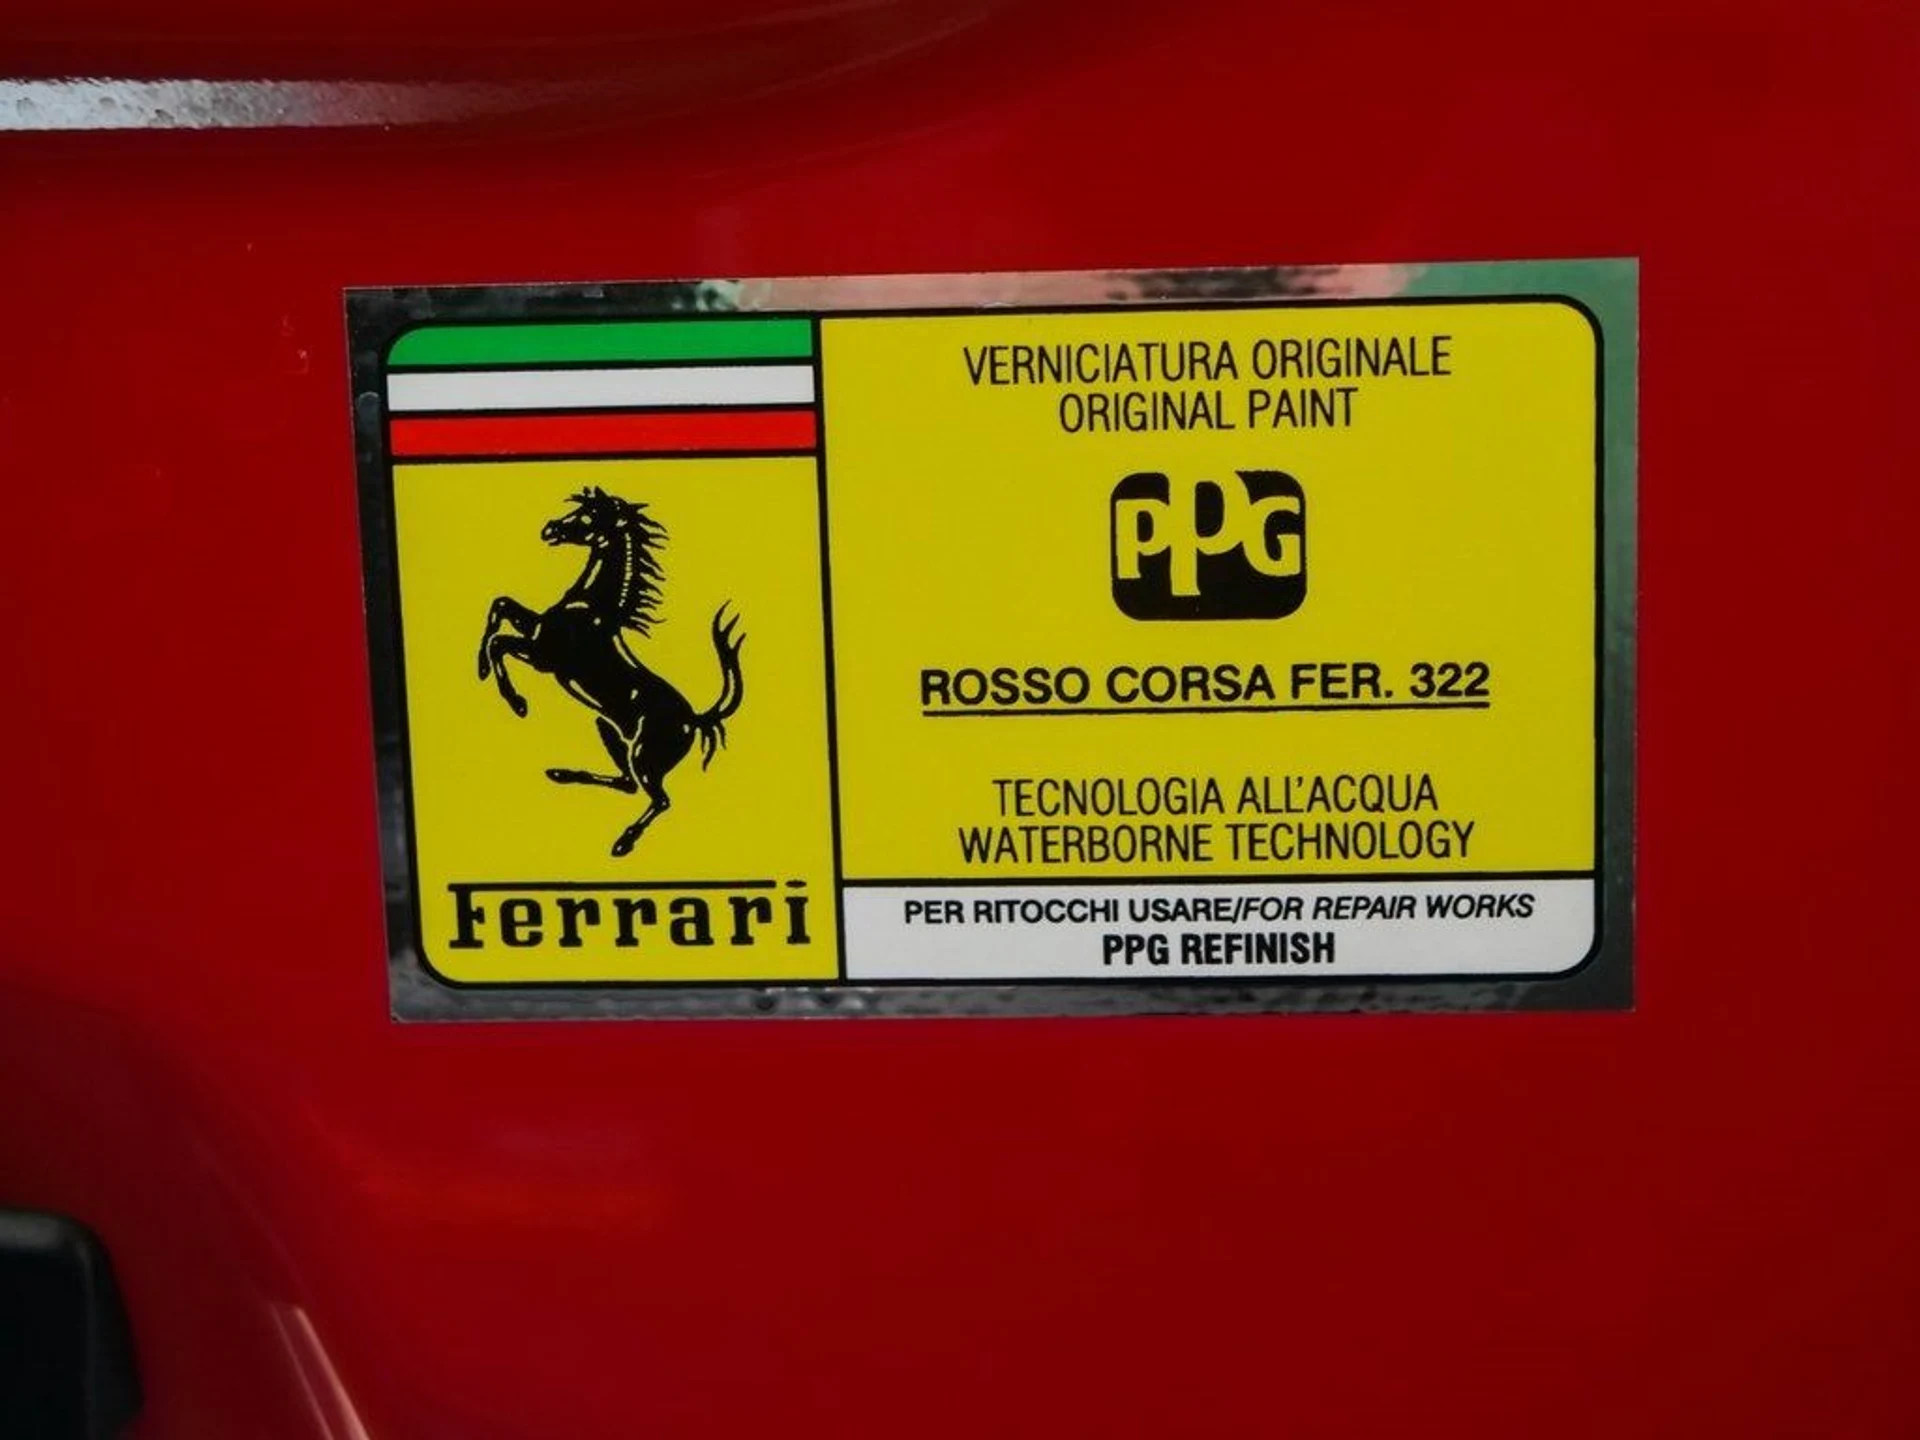 Ferrari
VERNICIATURA ORIGINALE
ORIGINAL PAINT
PPG
ROSSO CORSA FER. 322
TECNOLOGIA ALL'ACQUA
WATERBORNE TECHNOLOGY
PER RITOCCHI USARE/FOR REPAIR WORKS
PPG REFINISH